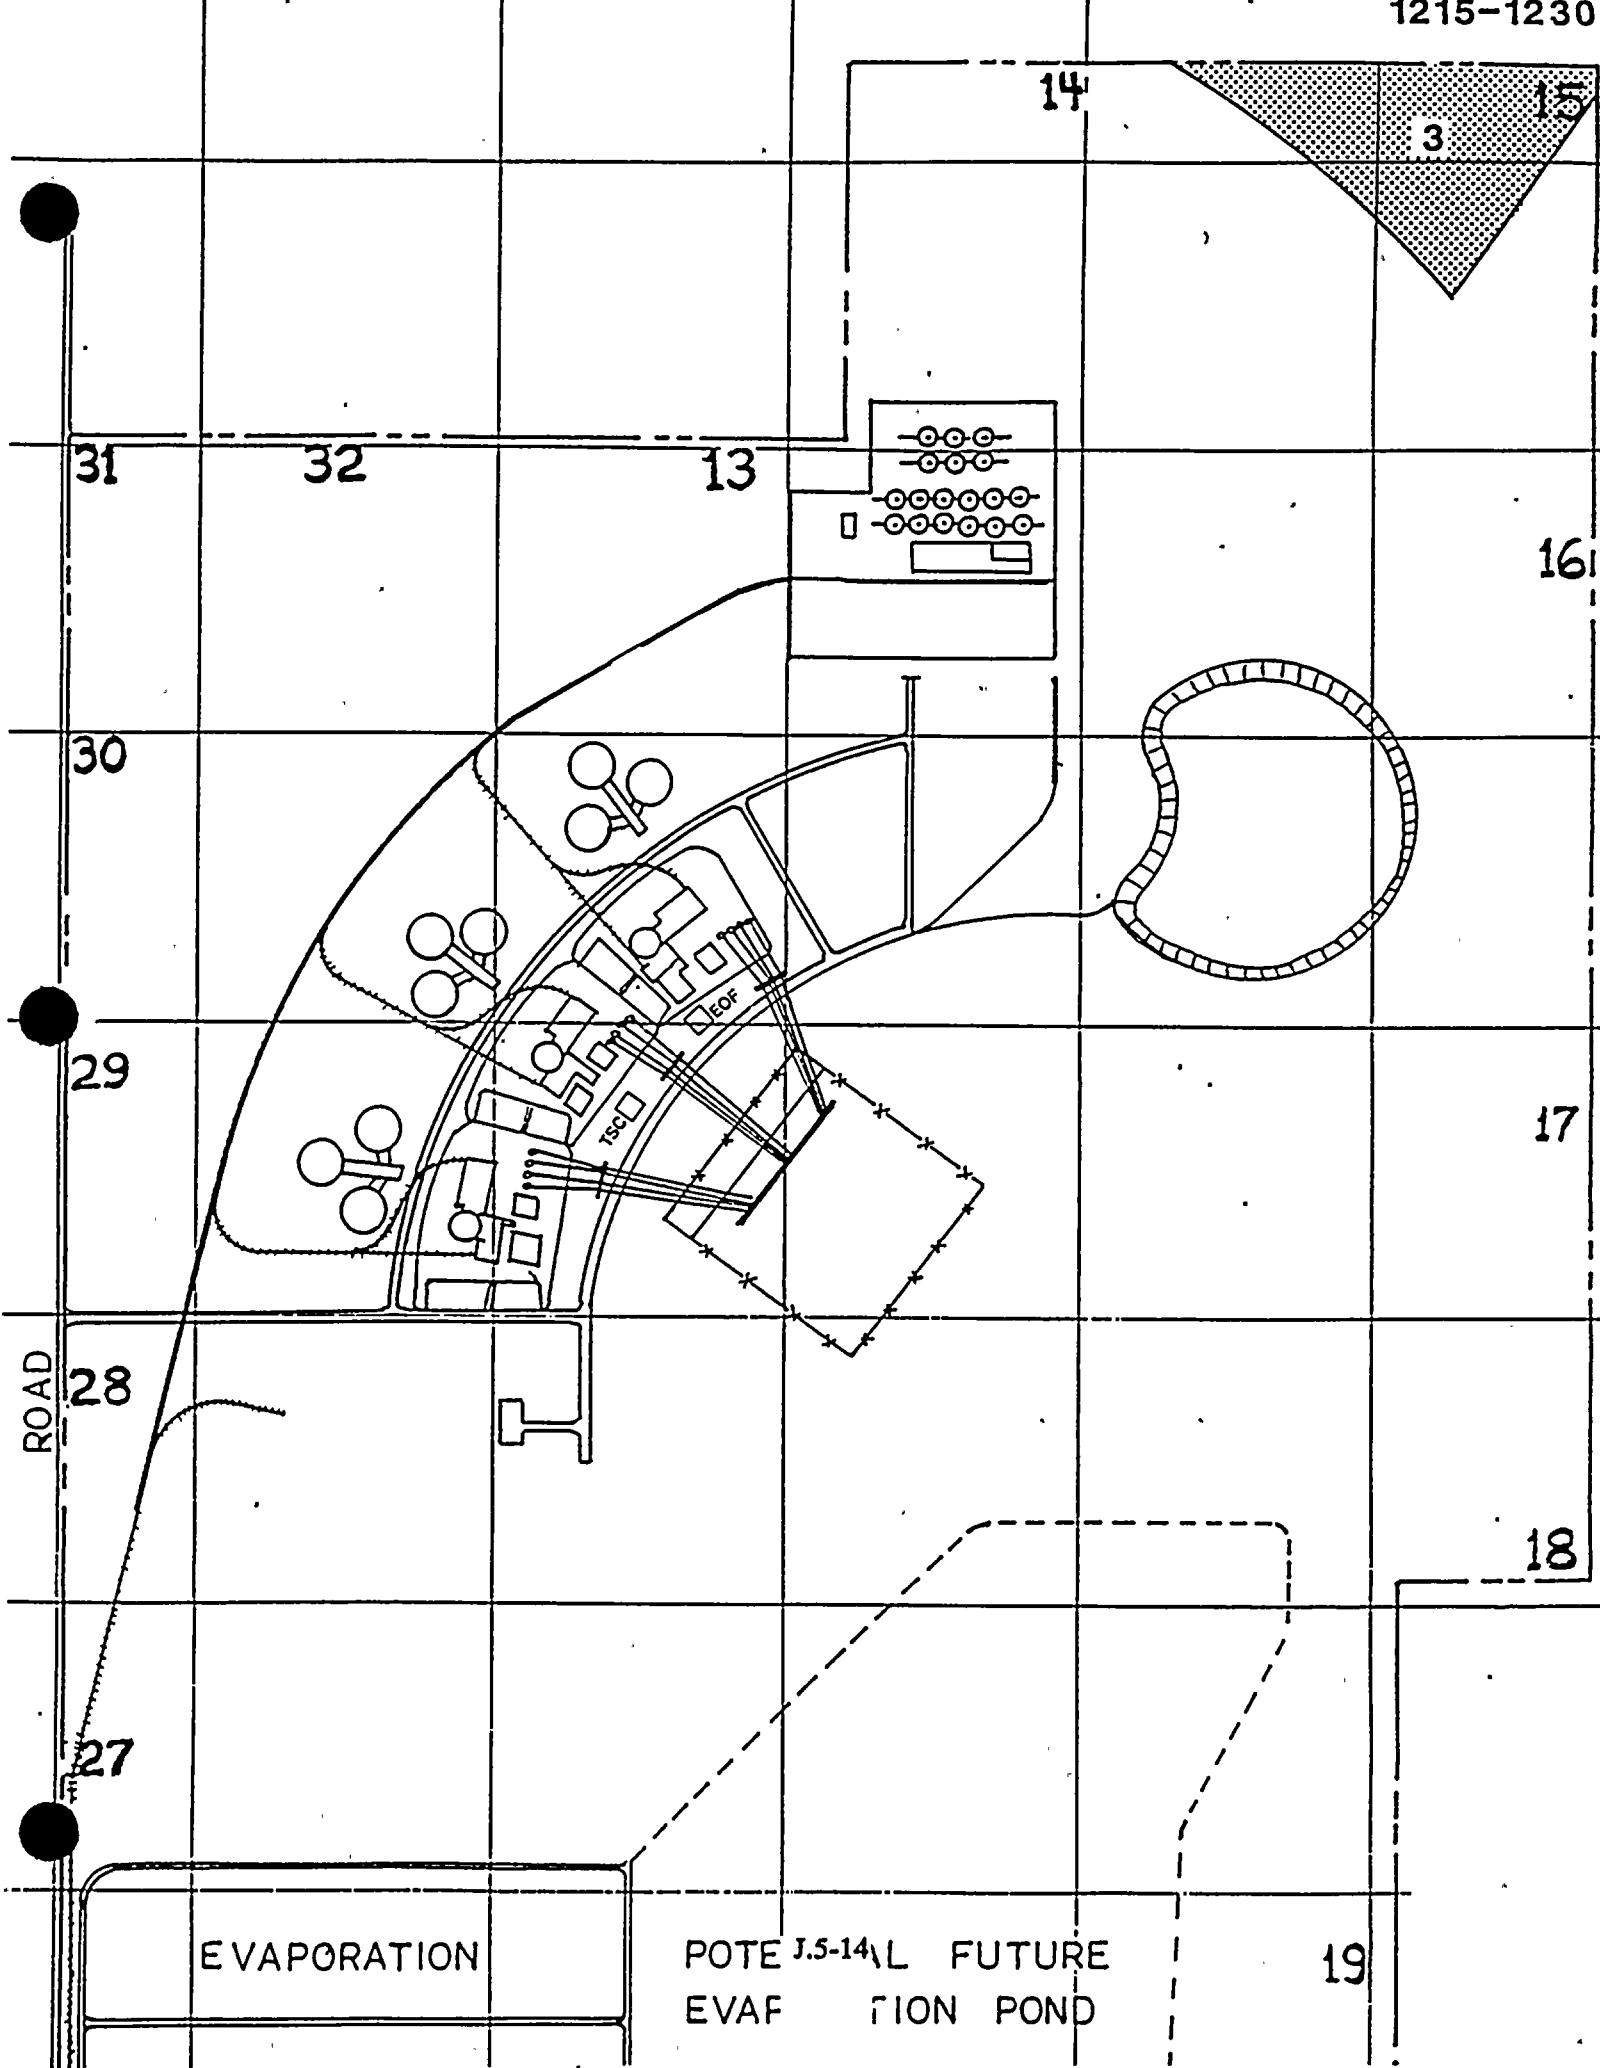 1215-1230
14
15
3
31
32
13
16
30
EOF
29
TSC
17
ROAD
28
18
27
EVAPORATION
POTE J.5-14 L FUTURE
19
EVAP TION POND